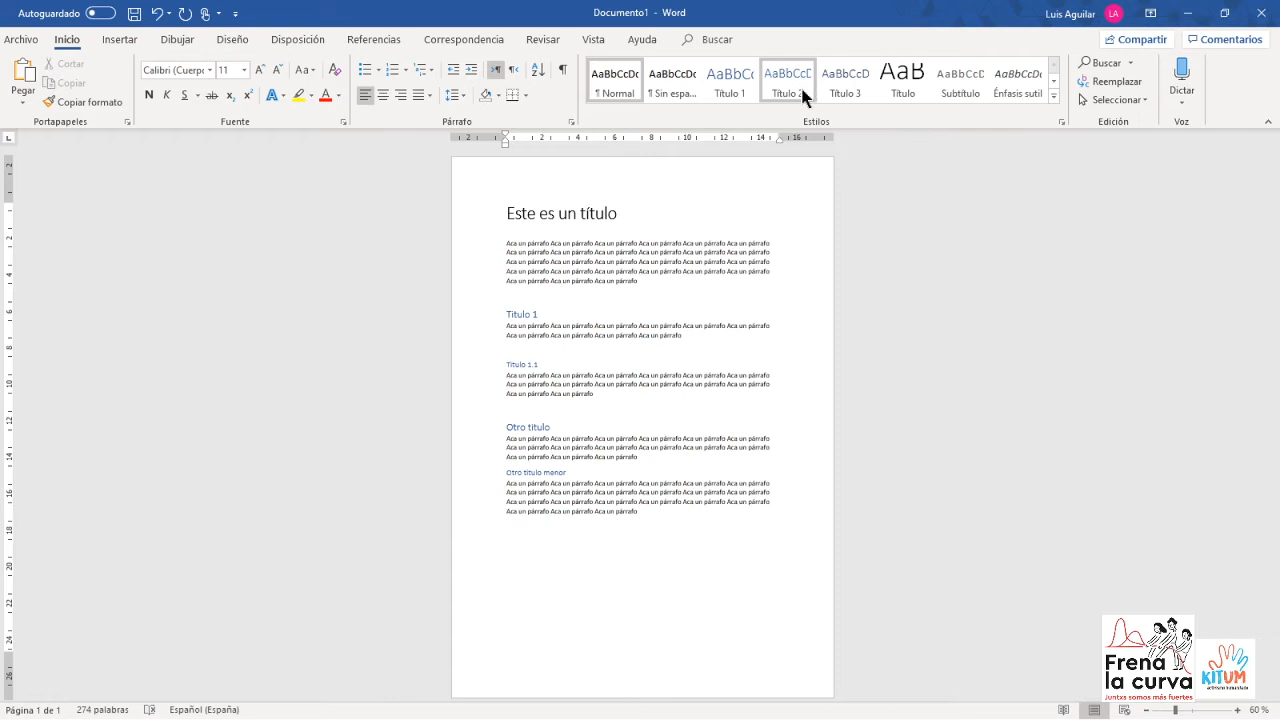 Autoguardado
Documento1 - Word
Luis Aguilar LA
Archivo Inicio Insertar Dibujar Diseño Disposición Referencias Correspondencia Revisar Vista Ayuda Buscar
Compartir Comentarios
Pegar
Cortar
Copiar
Copiar formato
Portapapeles
Calibri (Cuerp 11
N K S ab x₂ x²
Fuente
Párrafo
AaBbCcDc AaBbCcDc AaBbCc AaBbCcD AaBbCcD AaB AaBbCcD AaBbCcDc
¶ Normal ¶ Sin espa... Título 1 Título 2 Título 3 Título Subtítulo Énfasis sutil
Estilos
Buscar
Reemplazar
Seleccionar
Edición
Dictar
Voz
2 2 4 6 8 10 12 14 16
Este es un título
Aca un párrafo Aca un párrafo Aca un párrafo Aca un párrafo Aca un párrafo Aca un párrafo
Aca un párrafo Aca un párrafo Aca un párrafo Aca un párrafo Aca un párrafo Aca un párrafo
Aca un párrafo Aca un párrafo Aca un párrafo Aca un párrafo Aca un párrafo Aca un párrafo
Aca un párrafo Aca un párrafo Aca un párrafo Aca un párrafo Aca un párrafo Aca un párrafo
Aca un párrafo Aca un párrafo Aca un párrafo
Titulo 1
Aca un párrafo Aca un párrafo Aca un párrafo Aca un párrafo Aca un párrafo Aca un párrafo
Aca un párrafo Aca un párrafo Aca un párrafo Aca un párrafo
Titulo 1.1
Aca un párrafo Aca un párrafo Aca un párrafo Aca un párrafo Aca un párrafo Aca un párrafo
Aca un párrafo Aca un párrafo Aca un párrafo Aca un párrafo Aca un párrafo Aca un párrafo
Aca un párrafo Aca un párrafo
Otro titulo
Aca un párrafo Aca un párrafo Aca un párrafo Aca un párrafo Aca un párrafo Aca un párrafo
Aca un párrafo Aca un párrafo Aca un párrafo Aca un párrafo Aca un párrafo Aca un párrafo
Aca un párrafo Aca un párrafo Aca un párrafo
Otro titulo menor
Aca un párrafo Aca un párrafo Aca un párrafo Aca un párrafo Aca un párrafo Aca un párrafo
Aca un párrafo Aca un párrafo Aca un párrafo Aca un párrafo Aca un párrafo Aca un párrafo
Aca un párrafo Aca un párrafo Aca un párrafo Aca un párrafo Aca un párrafo Aca un párrafo
Aca un párrafo Aca un párrafo Aca un párrafo
Frena
la curva
Juntxs somos más fuertes
KITUM
Página 1 de 1 274 palabras Español (España)
60 %